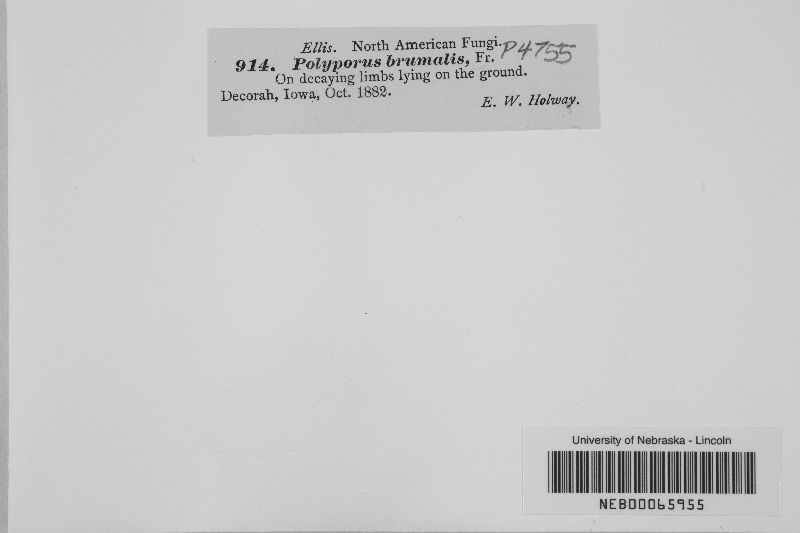 Ellis. North American Fungi. P4755
914. Polyporus brumalis, Fr.
On decaying limbs lying on the ground.
Decorah, Iowa, Oct. 1882.
E. W. Holway.
University of Nebraska - Lincoln
NEB00065955